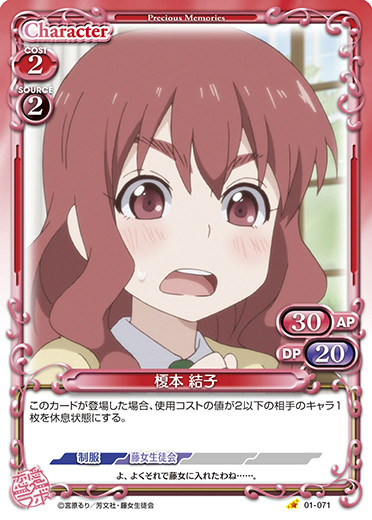 Precious Memories
Character
COST
2
SOURCE
2
30 AP
DP 20
榎本 結子
このカードが登場した場合、使用コストの値が2以下の相手のキャラ1
枚を休息状態にする。
制服 藤女生徒会
よ、よくそれで藤女に入れたわね……。
恋愛
ラボ
©宮原るり/芳文社・藤女生徒会
01-071